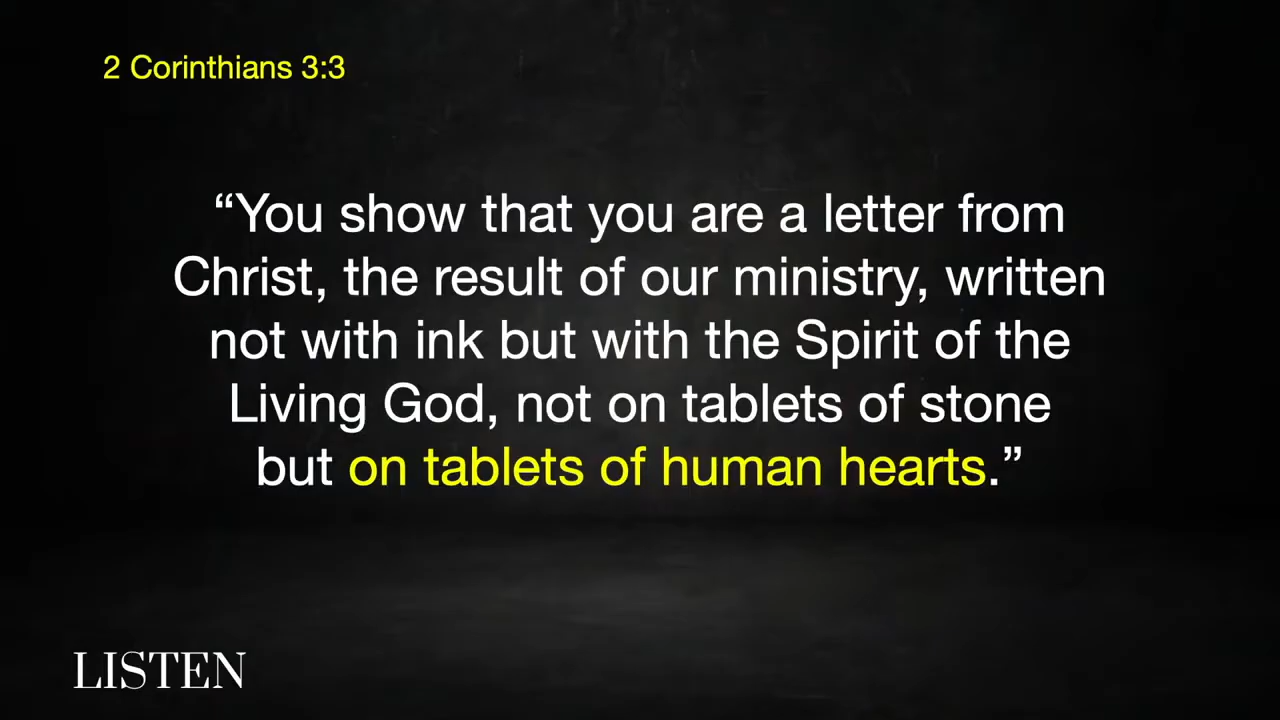 2 Corinthians 3:3
“You show that you are a letter from
Christ, the result of our ministry, written
not with ink but with the Spirit of the
Living God, not on tablets of stone
but on tablets of human hearts.”
LISTEN